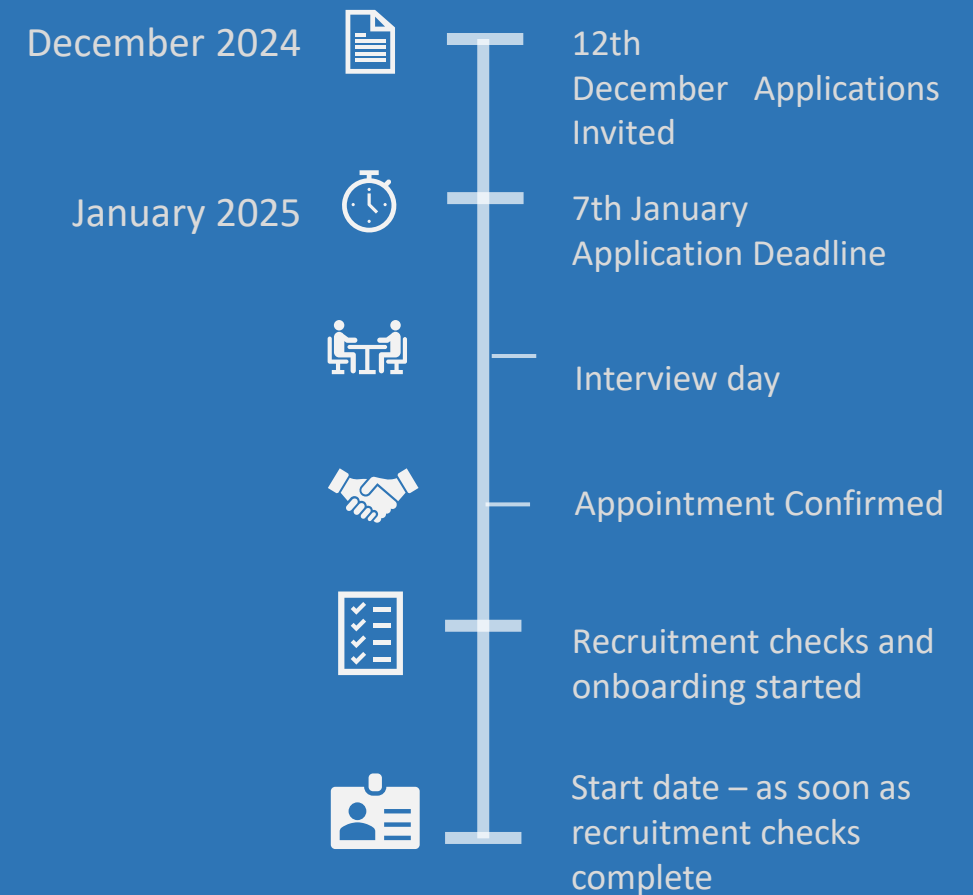 December 2024
12th
December Applications
Invited
January 2025
7th January
Application Deadline
Interview day
Appointment Confirmed
Recruitment checks and
onboarding started
Start date – as soon as
recruitment checks
complete